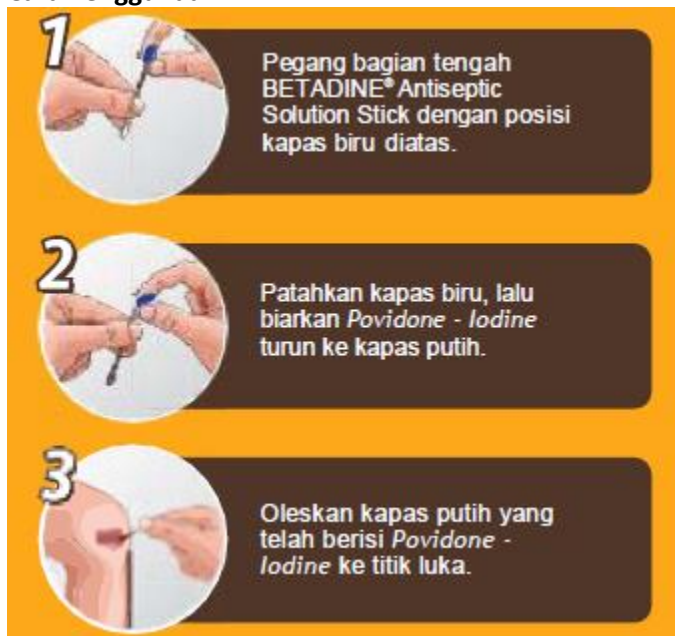 1
Pegang bagian tengah
BETADINE® Antiseptic
Solution Stick dengan posisi
kapas biru diatas.
2
Patahkan kapas biru, lalu
biarkan Povidone - Iodine
turun ke kapas putih.
3
Oleskan kapas putih yang
telah berisi Povidone -
Iodine ke titik luka.